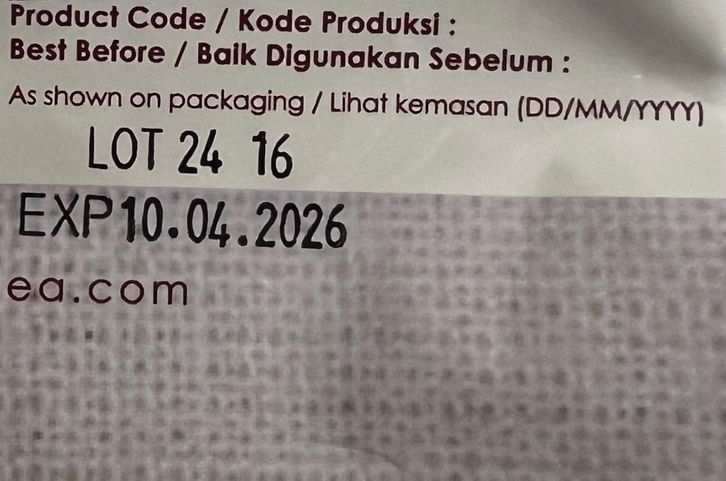 Product Code / Kode Produksi :
Best Before / Baik Digunakan Sebelum :
As shown on packaging / Lihat kemasan (DD/MM/YYYY)
LOT 24 16
EXP10.04.2026
ea.com